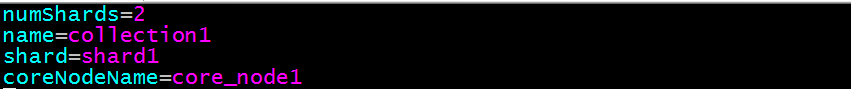 numShards=2
name=collection1
shard=shard1
coreNodeName=core_node1